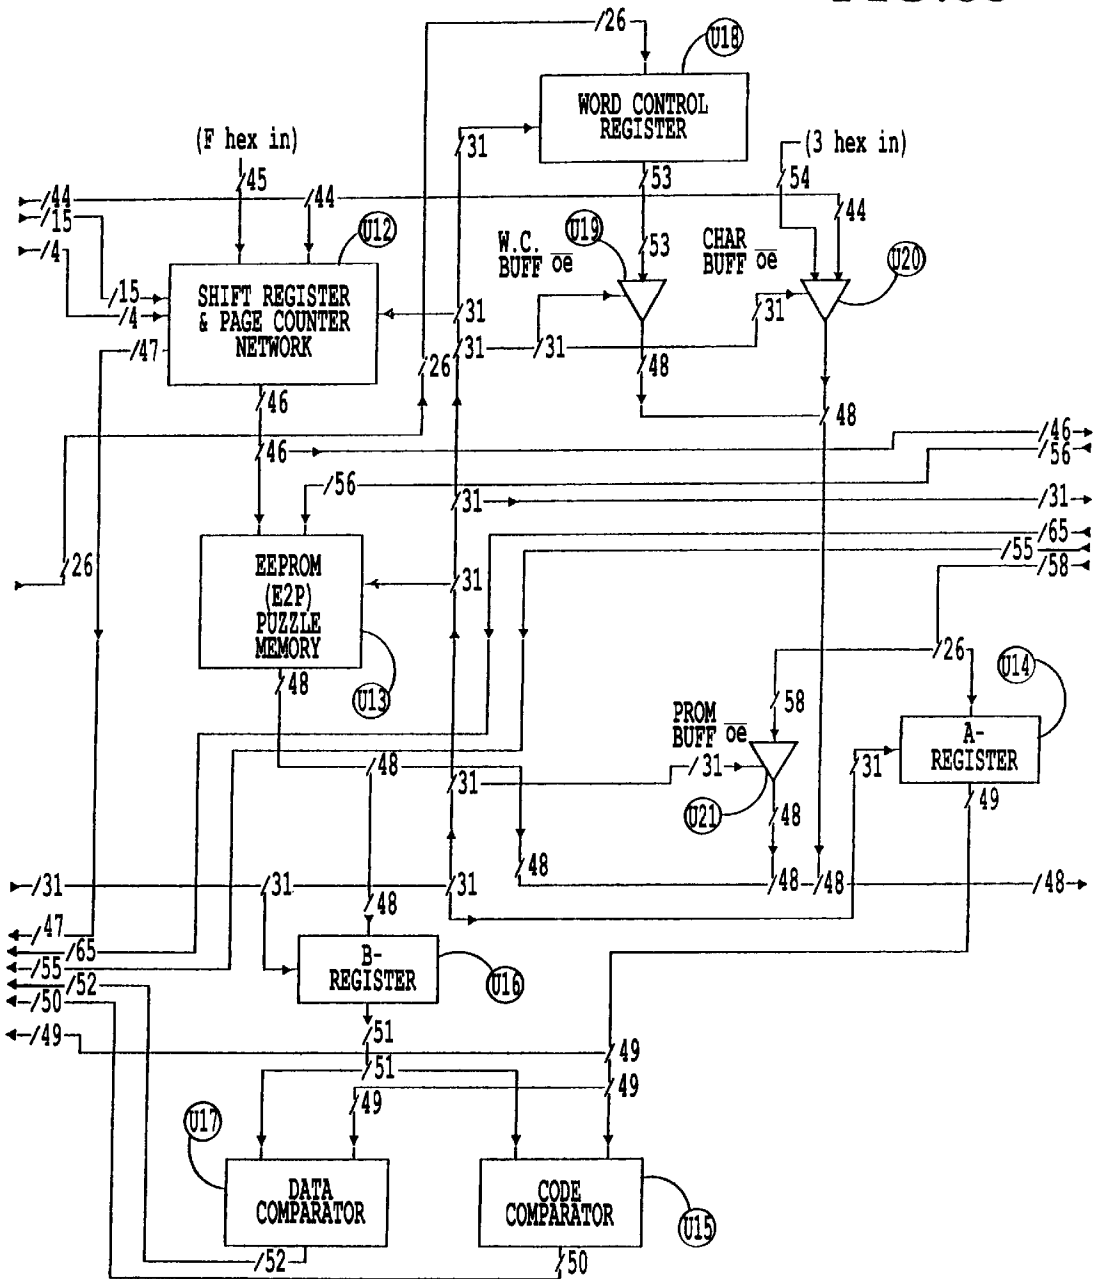 /26
U18
WORD CONTROL
REGISTER
/31
(F hex in)
(3 hex in)
/45
/53
/54
/44
/44
/44
/15
U12
W.C.
BUFF oe
U19
/53
CHAR
BUFF oe
U20
/4
SHIFT REGISTER
& PAGE COUNTER
NETWORK
/15
/4
/31
/31
/47
/31
/31
/26
/48
/46
/48
/46
/46
/56
/56
/31
/31
/65
/55
/58
/26
EEPROM
(E2P)
PUZZLE
MEMORY
/31
/26
U14
/48
U13
/58
PROM
BUFF oe
A-
REGISTER
/48
/31
/31
/31
/49
U21
/48
/48
/31
/31
/31
/48
/48
/48
/48
/47
/65
/55
/52
/50
B-
REGISTER
U16
/49
/51
/49
/51
/49
/49
U17
DATA
COMPARATOR
CODE
COMPARATOR
U15
/52
/50